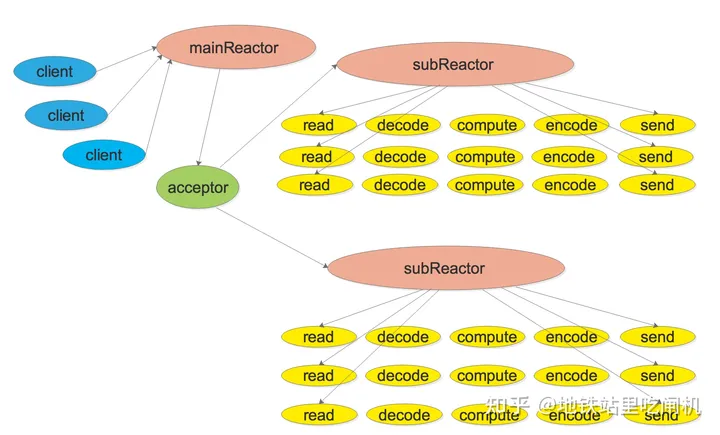 mainReactor
client
client
client
acceptor
subReactor
read decode compute encode send
read decode compute encode send
read decode compute encode send
subReactor
read decode compute encode send
read decode compute encode send
read decode compute encode send
知乎 @地铁站里吃闸机